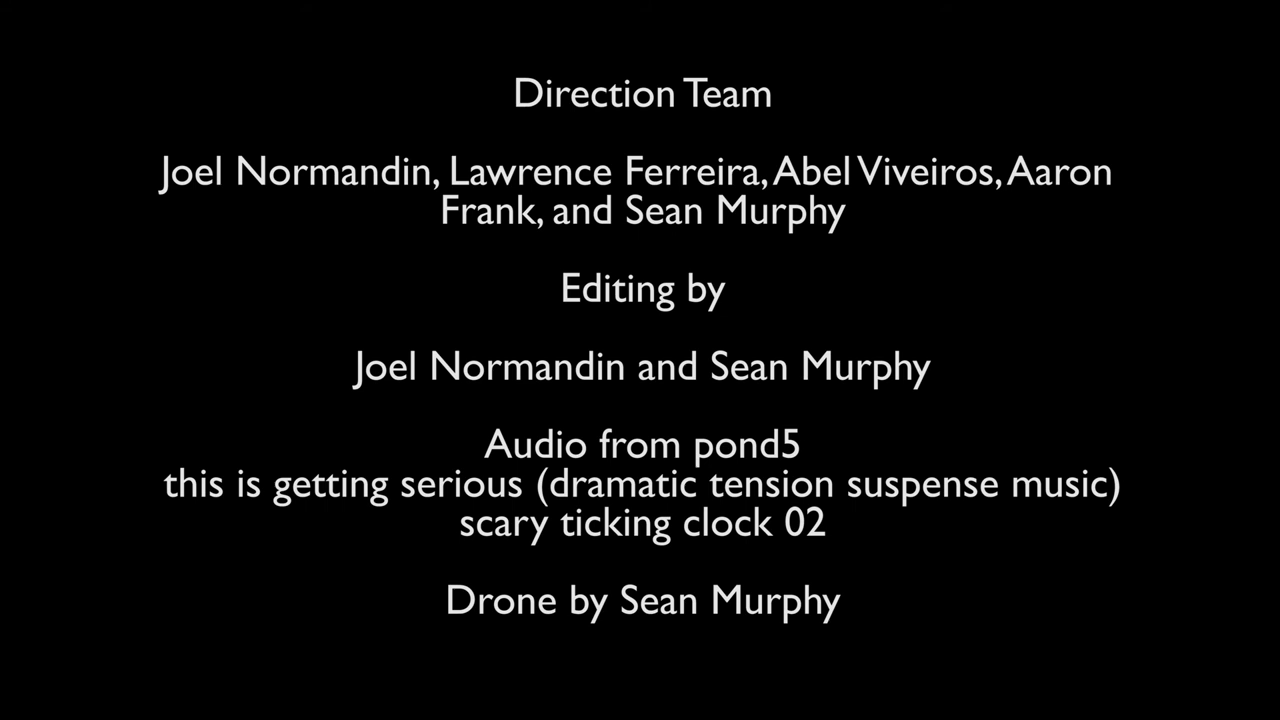 Direction Team
Joel Normandin, Lawrence Ferreira, Abel Viveiros, Aaron
Frank, and Sean Murphy
Editing by
Joel Normandin and Sean Murphy
Audio from pond5
this is getting serious (dramatic tension suspense music)
scary ticking clock 02
Drone by Sean Murphy